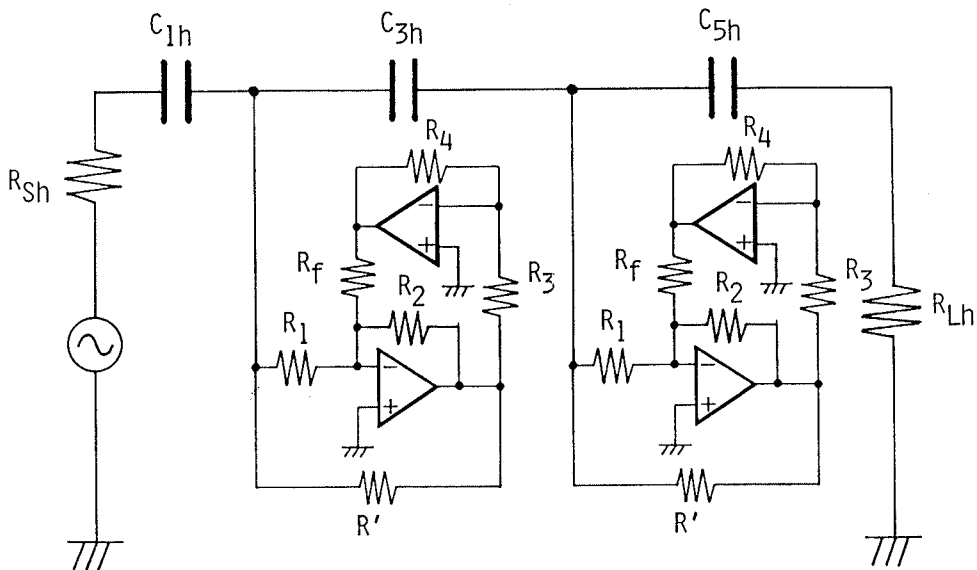 C1h
C3h
C5h
RSh
R4
R4
−
+
−
+
Rf
R3
Rf
R3
RLh
R2
R2
R1
R1
−
+
−
+
R'
R'